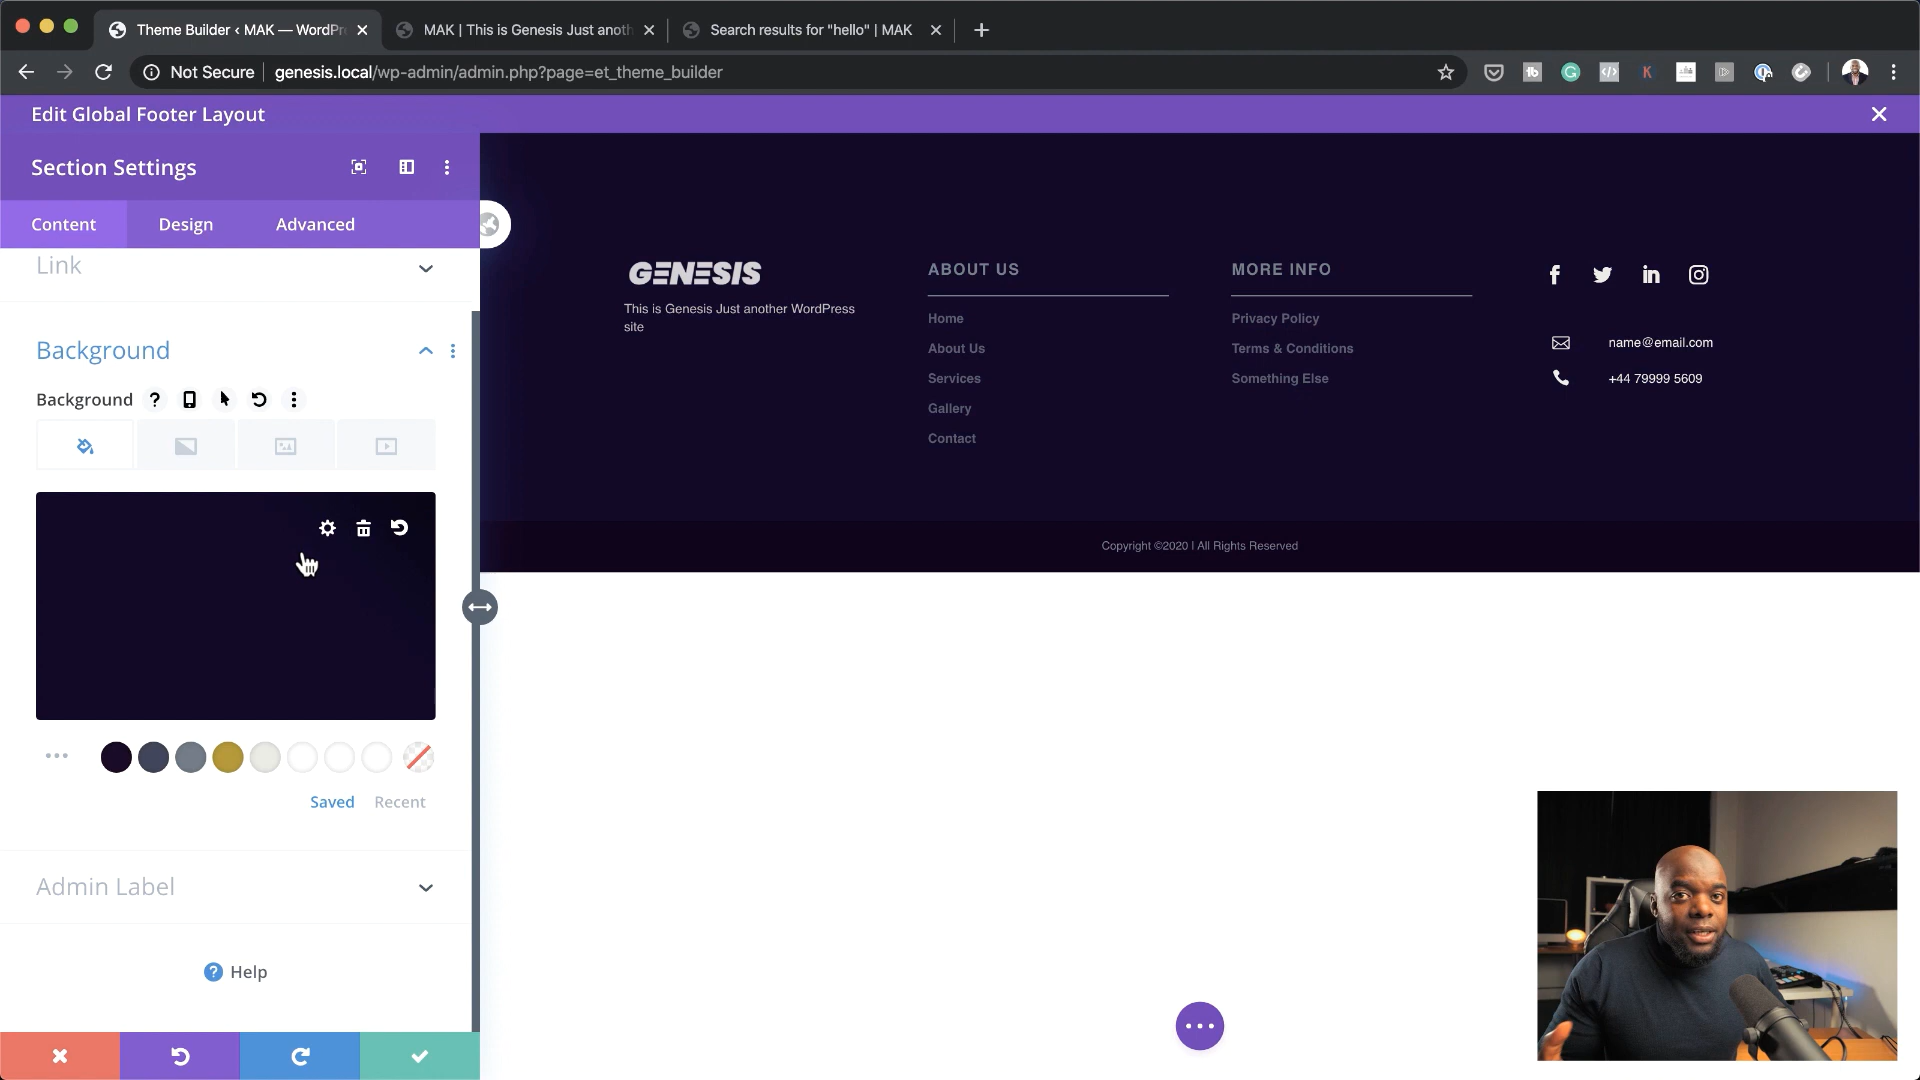 Theme Builder ‹ MAK — WordPr
MAK | This is Genesis Just anoth
Search results for "hello" | MAK
Not Secure
genesis.local/wp-admin/admin.php?page=et_theme_builder
Edit Global Footer Layout
Section Settings
Content
Design
Advanced
Link
Background
Background
Saved
Recent
Admin Label
Help
GENESIS
This is Genesis Just another WordPress
site
ABOUT US
Home
About Us
Services
Gallery
Contact
MORE INFO
Privacy Policy
Terms & Conditions
Something Else
name@email.com
+44 79999 5609
Copyright ©2020 | All Rights Reserved